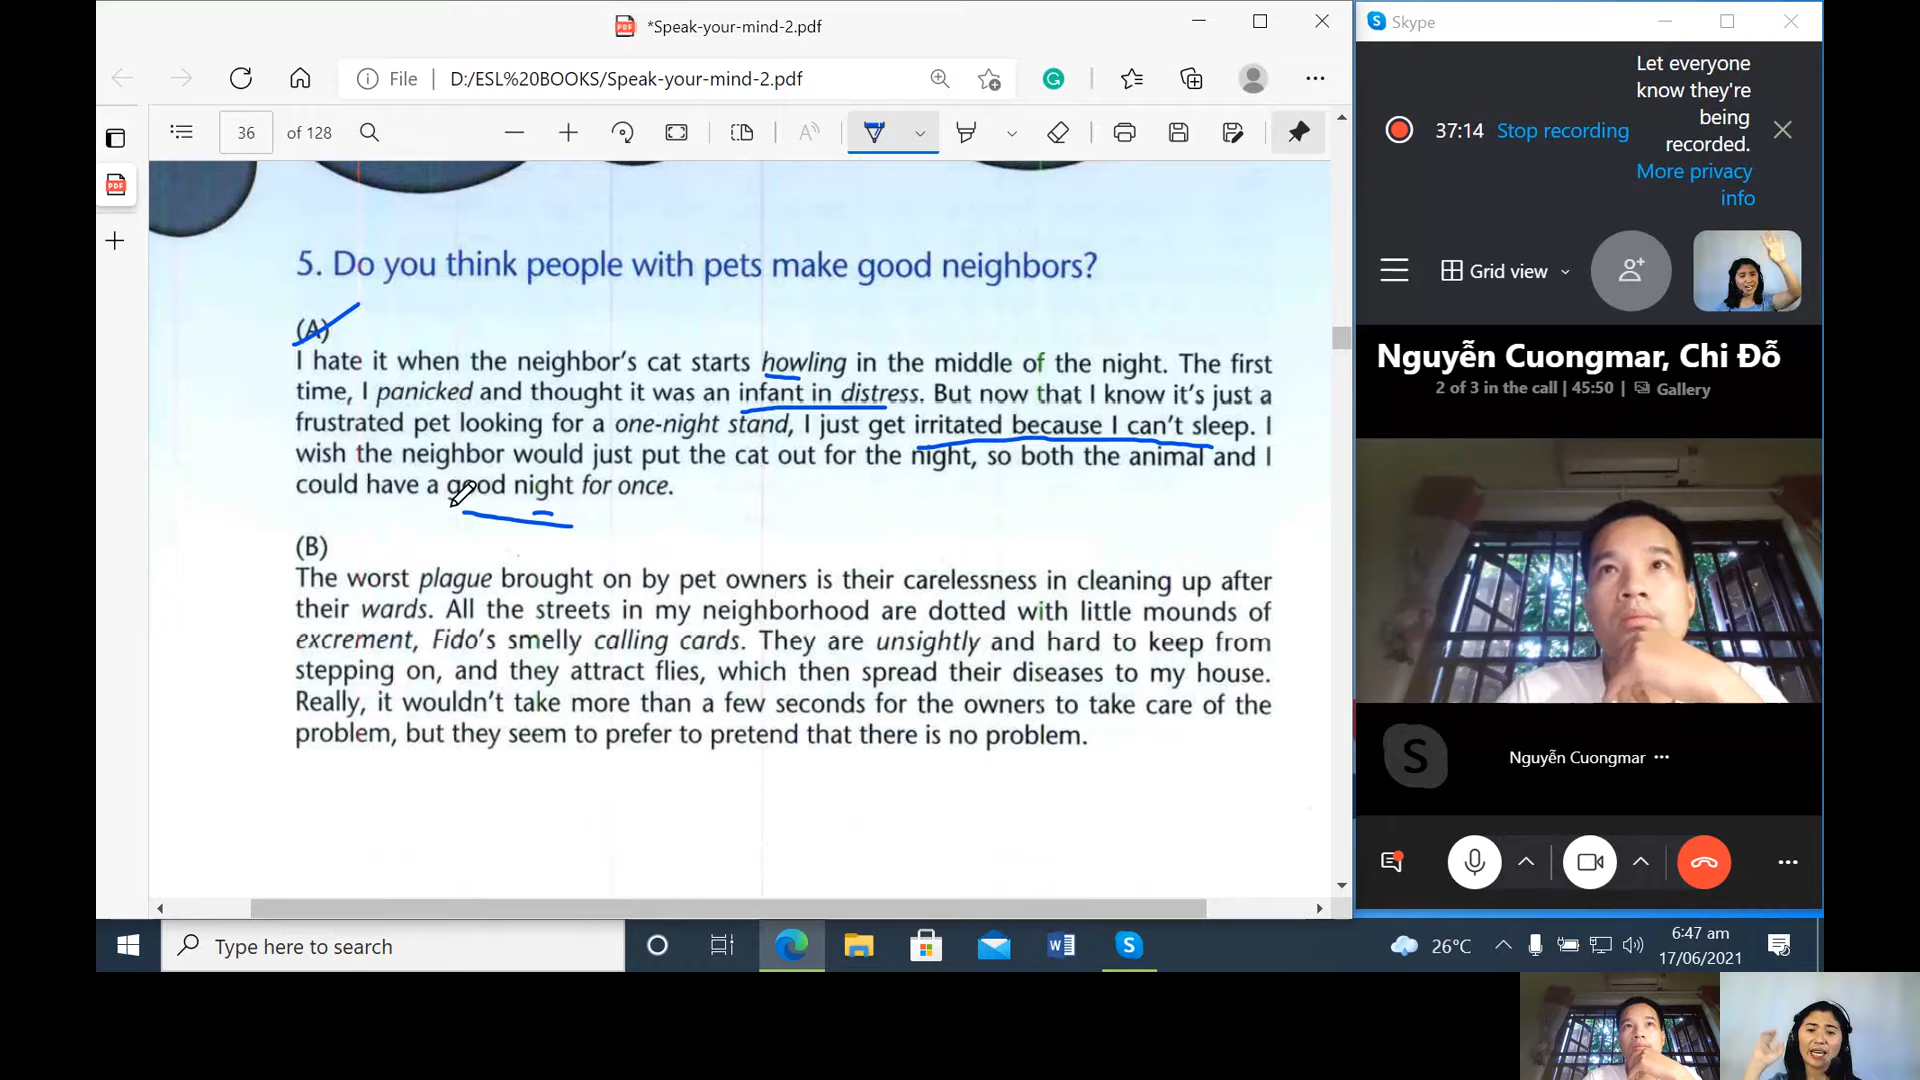 *Speak-your-mind-2.pdf
File
D:/ESL%20BOOKS/Speak-your-mind-2.pdf
36 of 128
5. Do you think people with pets make good neighbors?
(A)
I hate it when the neighbor's cat starts howling in the middle of the night. The first
time, I panicked and thought it was an infant in distress. But now that I know it's just a
frustrated pet looking for a one-night stand, I just get irritated because I can't sleep. I
wish the neighbor would just put the cat out for the night, so both the animal and I
could have a good night for once.
(B)
The worst plague brought on by pet owners is their carelessness in cleaning up after
their wards. All the streets in my neighborhood are dotted with little mounds of
excrement, Fido's smelly calling cards. They are unsightly and hard to keep from
stepping on, and they attract flies, which then spread their diseases to my house.
Really, it wouldn't take more than a few seconds for the owners to take care of the
problem, but they seem to prefer to pretend that there is no problem.
Skype
37:14 Stop recording
Let everyone
know they're
being
recorded.
More privacy
info
Grid view
Nguyễn Cuongmar, Chi Đỗ
2 of 3 in the call | 45:50 | Gallery
Nguyễn Cuongmar
Type here to search
26°C
6:47 am
17/06/2021